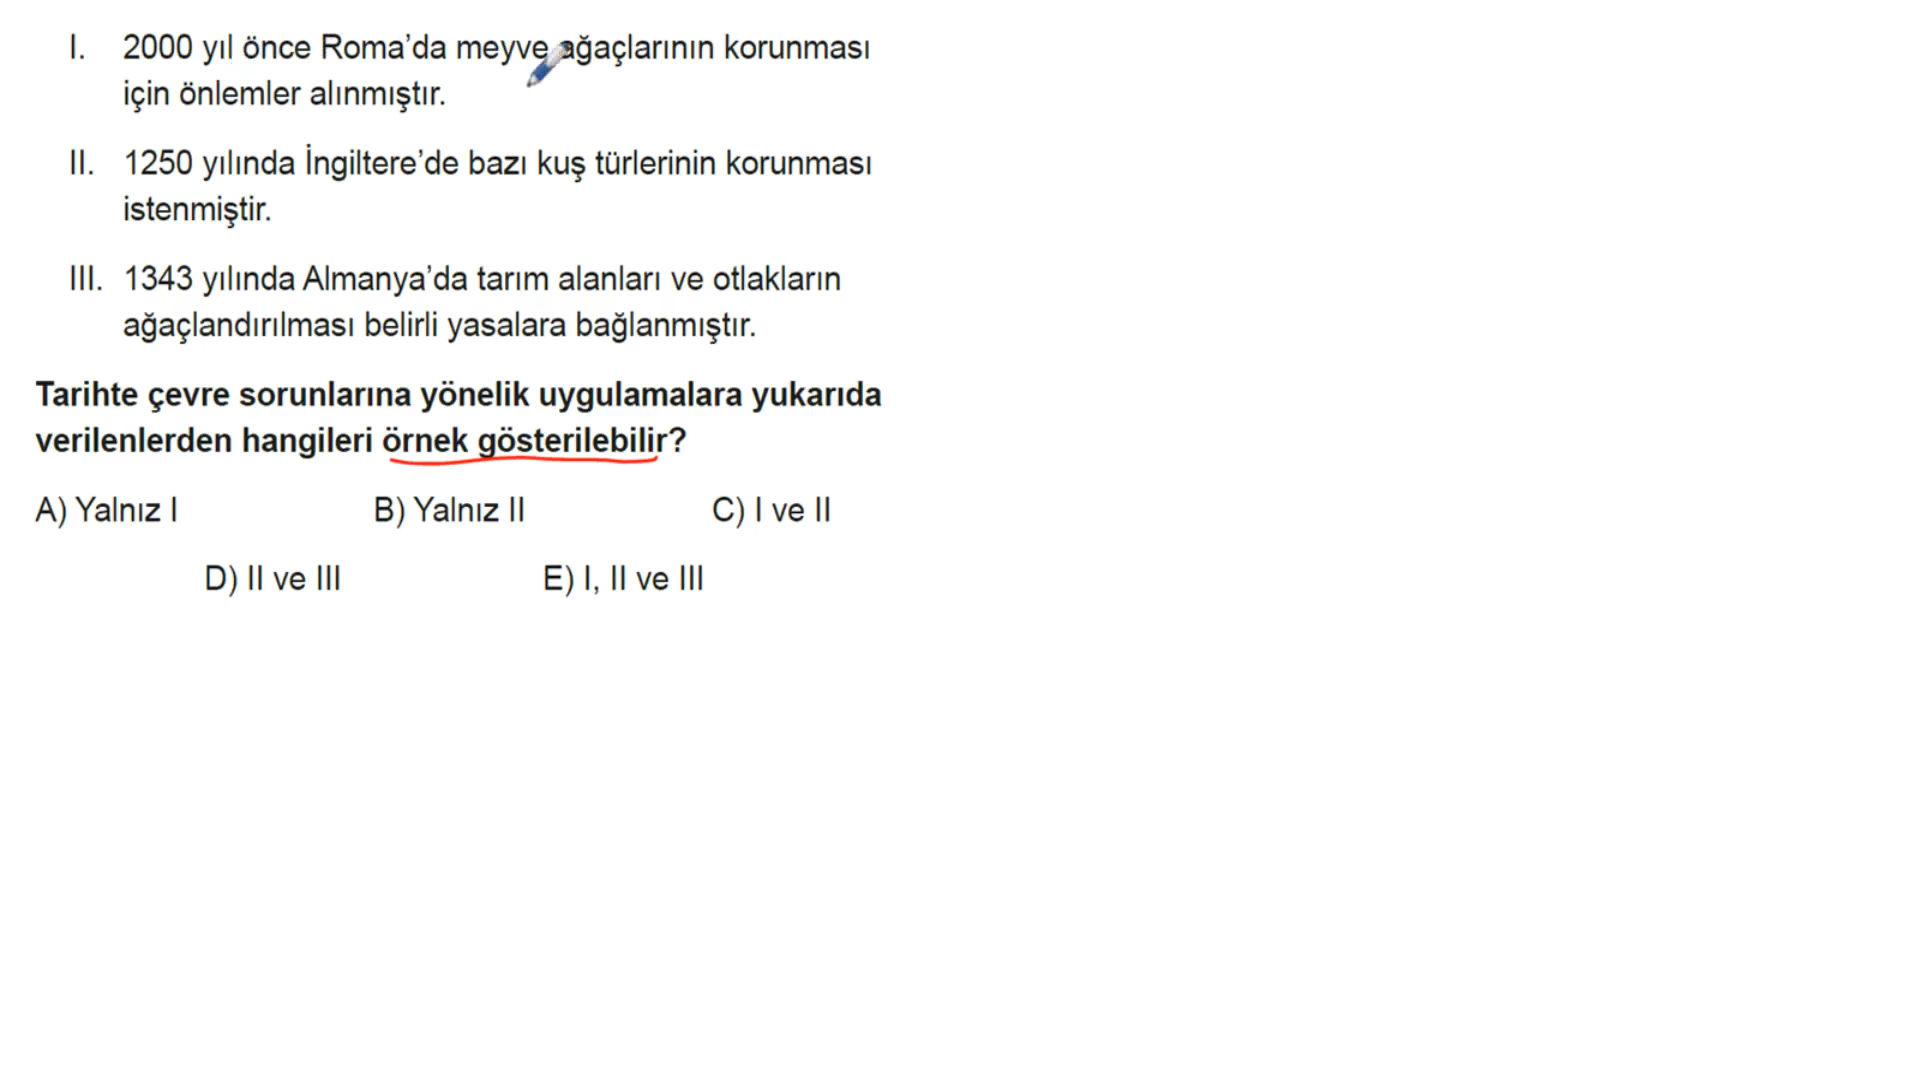 I. 2000 yıl önce Roma’da meyve ağaçlarının korunması
için önlemler alınmıştır.
II. 1250 yılında İngiltere’de bazı kuş türlerinin korunması
istenmiştir.
III. 1343 yılında Almanya’da tarım alanları ve otlakların
ağaçlandırılması belirli yasalara bağlanmıştır.
Tarihte çevre sorunlarına yönelik uygulamalara yukarıda
verilenlerden hangileri örnek gösterilebilir?
A) Yalnız I B) Yalnız II C) I ve II
D) II ve III E) I, II ve III